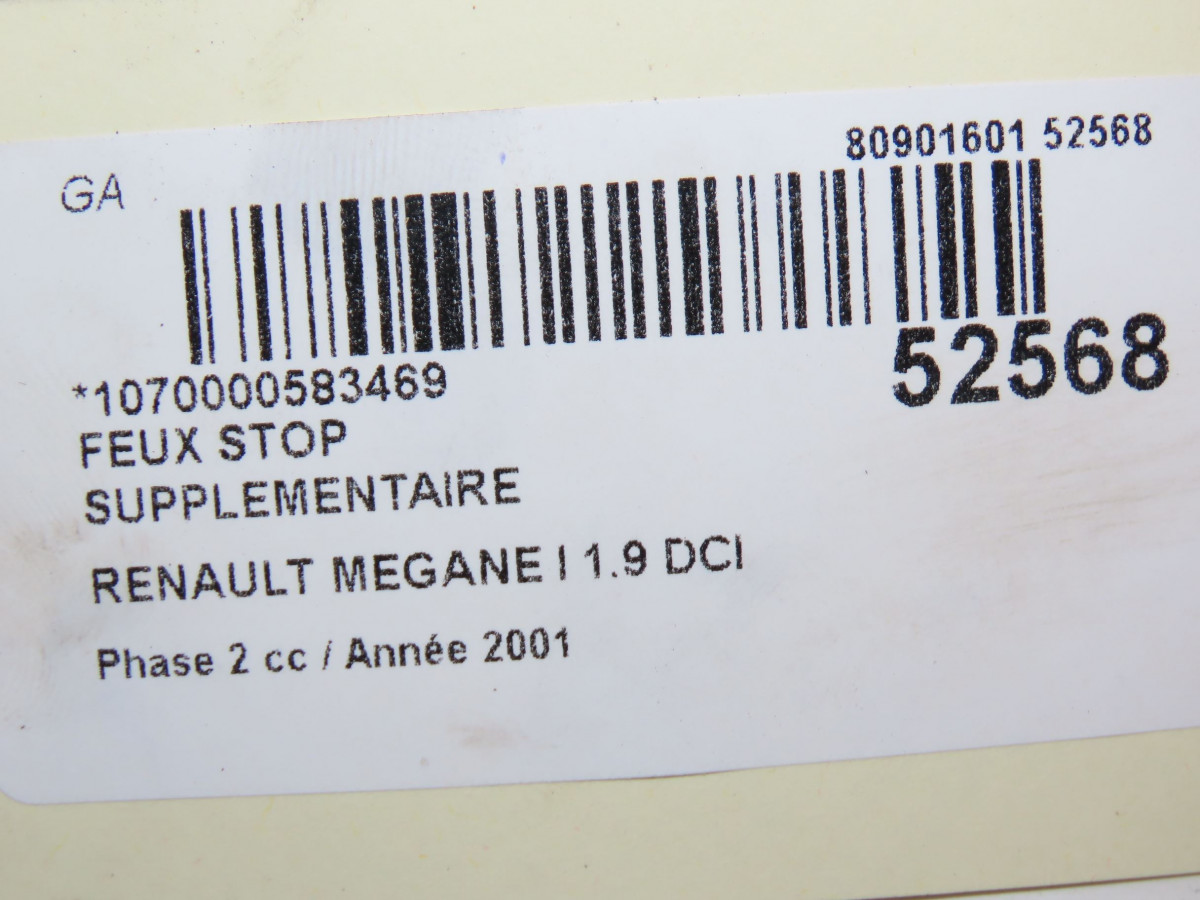 80901601 52568
GA
52568
*1070000583469
FEUX STOP
SUPPLEMENTAIRE
RENAULT MEGANE I 1.9 DCI
Phase 2 cc / Année 2001